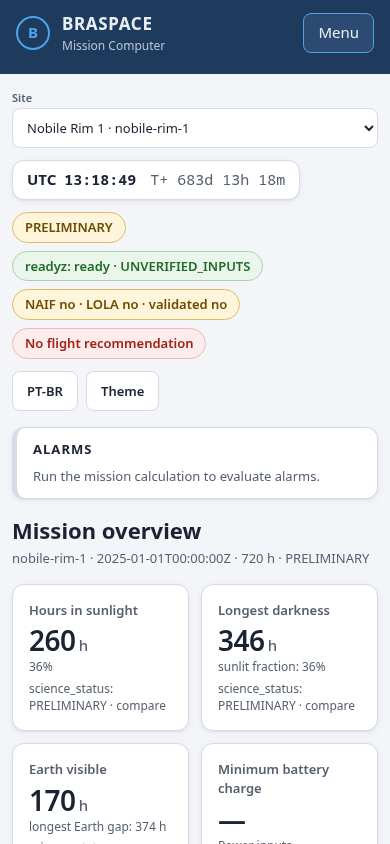 B
BRASPACE
Mission Computer
Menu
Site
Nobile Rim 1 · nobile-rim-1
UTC 13:18:49 T+ 683d 13h 18m
PRELIMINARY
readyz: ready · UNVERIFIED_INPUTS
NAIF no · LOLA no · validated no
No flight recommendation
PT-BR
Theme
ALARMS
Run the mission calculation to evaluate alarms.
Mission overview
nobile-rim-1 · 2025-01-01T00:00:00Z · 720 h · PRELIMINARY
Hours in sunlight
260 h
36%
science_status:
PRELIMINARY · compare
Longest darkness
346 h
sunlit fraction: 36%
science_status:
PRELIMINARY · compare
Earth visible
170 h
longest Earth gap: 374 h
Minimum battery
charge
—